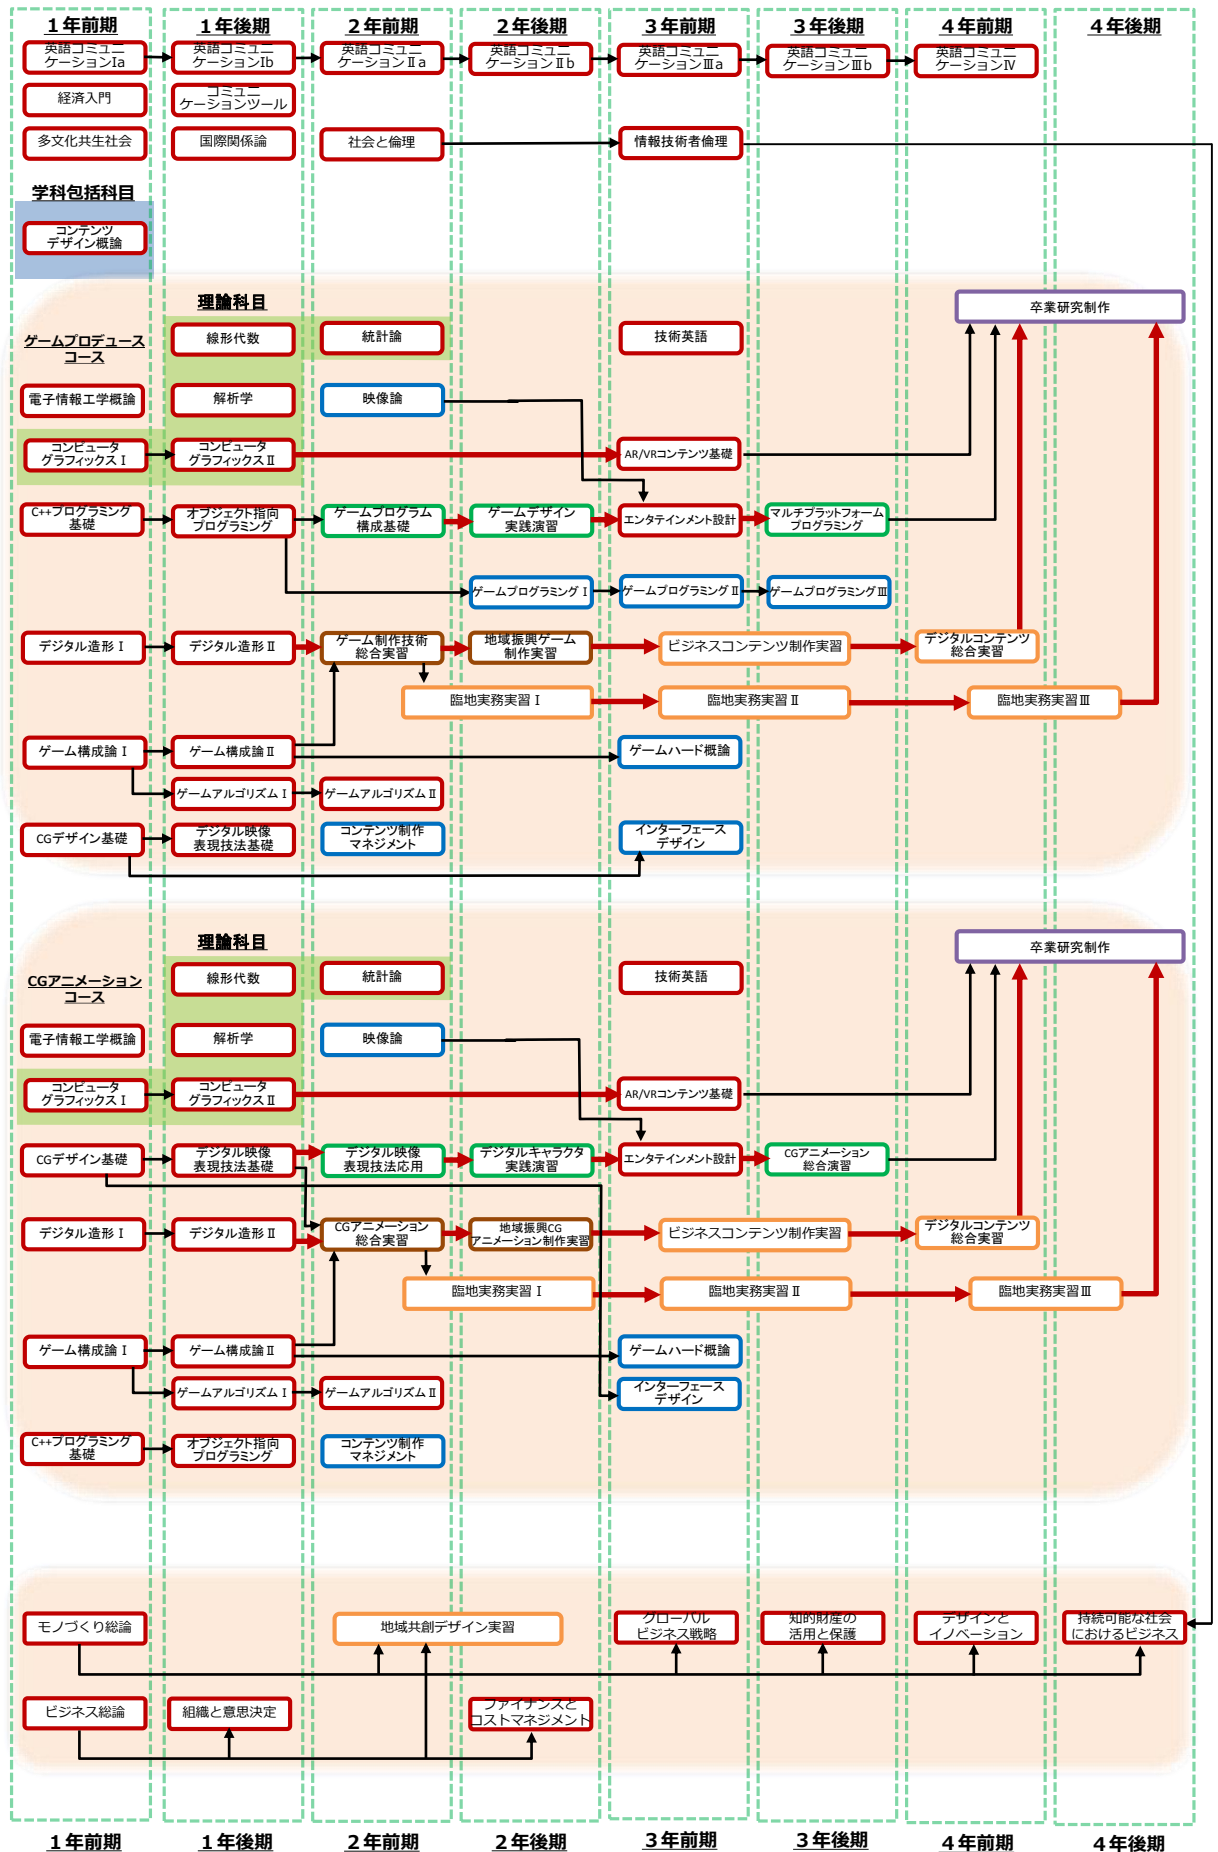 １年前期
１年後期
２年前期
２年後期
３年前期
３年後期
４年前期
４年後期
英語コミュニ
ケーションIa
英語コミュニ
ケーションIb
英語コミュニ
ケーションⅡa
英語コミュニ
ケーションⅡb
英語コミュニ
ケーションⅢa
英語コミュニ
ケーションⅢb
英語コミュニ
ケーションⅣ
経済入門
コミュニ
ケーションツール
多文化共生社会
国際関係論
社会と倫理
情報技術者倫理
学科包括科目
コンテンツ
デザイン概論
理論科目
卒業研究制作
ゲームプロデュース
コース
線形代数
統計論
技術英語
電子情報工学概論
解析学
映像論
コンピュータ
グラフィックスⅠ
コンピュータ
グラフィックスⅡ
AR/VRコンテンツ基礎
C++プログラミング
基礎
オブジェクト指向
プログラミング
ゲームプログラム
構成基礎
ゲームデザイン
実践演習
エンタテインメント設計
マルチプラットフォーム
プログラミング
ゲームプログラミングⅠ
ゲームプログラミングⅡ
ゲームプログラミングⅢ
デジタル造形Ⅰ
デジタル造形Ⅱ
ゲーム制作技術
総合実習
地域振興ゲーム
制作実習
ビジネスコンテンツ制作実習
デジタルコンテンツ
総合実習
臨地実務実習Ⅰ
臨地実務実習Ⅱ
臨地実務実習Ⅲ
ゲーム構成論Ⅰ
ゲーム構成論Ⅱ
ゲームハード概論
ゲームアルゴリズムⅠ
ゲームアルゴリズムⅡ
CGデザイン基礎
デジタル映像
表現技法基礎
コンテンツ制作
マネジメント
インターフェース
デザイン
理論科目
卒業研究制作
CGアニメーション
コース
線形代数
統計論
技術英語
電子情報工学概論
解析学
映像論
コンピュータ
グラフィックスⅠ
コンピュータ
グラフィックスⅡ
AR/VRコンテンツ基礎
CGデザイン基礎
デジタル映像
表現技法基礎
デジタル映像
表現技法応用
デジタルキャラクタ
実践演習
エンタテインメント設計
CGアニメーション
総合演習
デジタル造形Ⅰ
デジタル造形Ⅱ
CGアニメーション
総合実習
地域振興CG
アニメーション制作実習
ビジネスコンテンツ制作実習
デジタルコンテンツ
総合実習
臨地実務実習Ⅰ
臨地実務実習Ⅱ
臨地実務実習Ⅲ
ゲーム構成論Ⅰ
ゲーム構成論Ⅱ
ゲームハード概論
ゲームアルゴリズムⅠ
ゲームアルゴリズムⅡ
インターフェース
デザイン
C++プログラミング
基礎
オブジェクト指向
プログラミング
コンテンツ制作
マネジメント
モノづくり総論
地域共創デザイン実習
グローバル
ビジネス戦略
知的財産の
活用と保護
デザインと
イノベーション
持続可能な社会
におけるビジネス
ビジネス総論
組織と意思決定
ファイナンスと
コストマネジメント
１年前期
１年後期
２年前期
２年後期
３年前期
３年後期
４年前期
４年後期